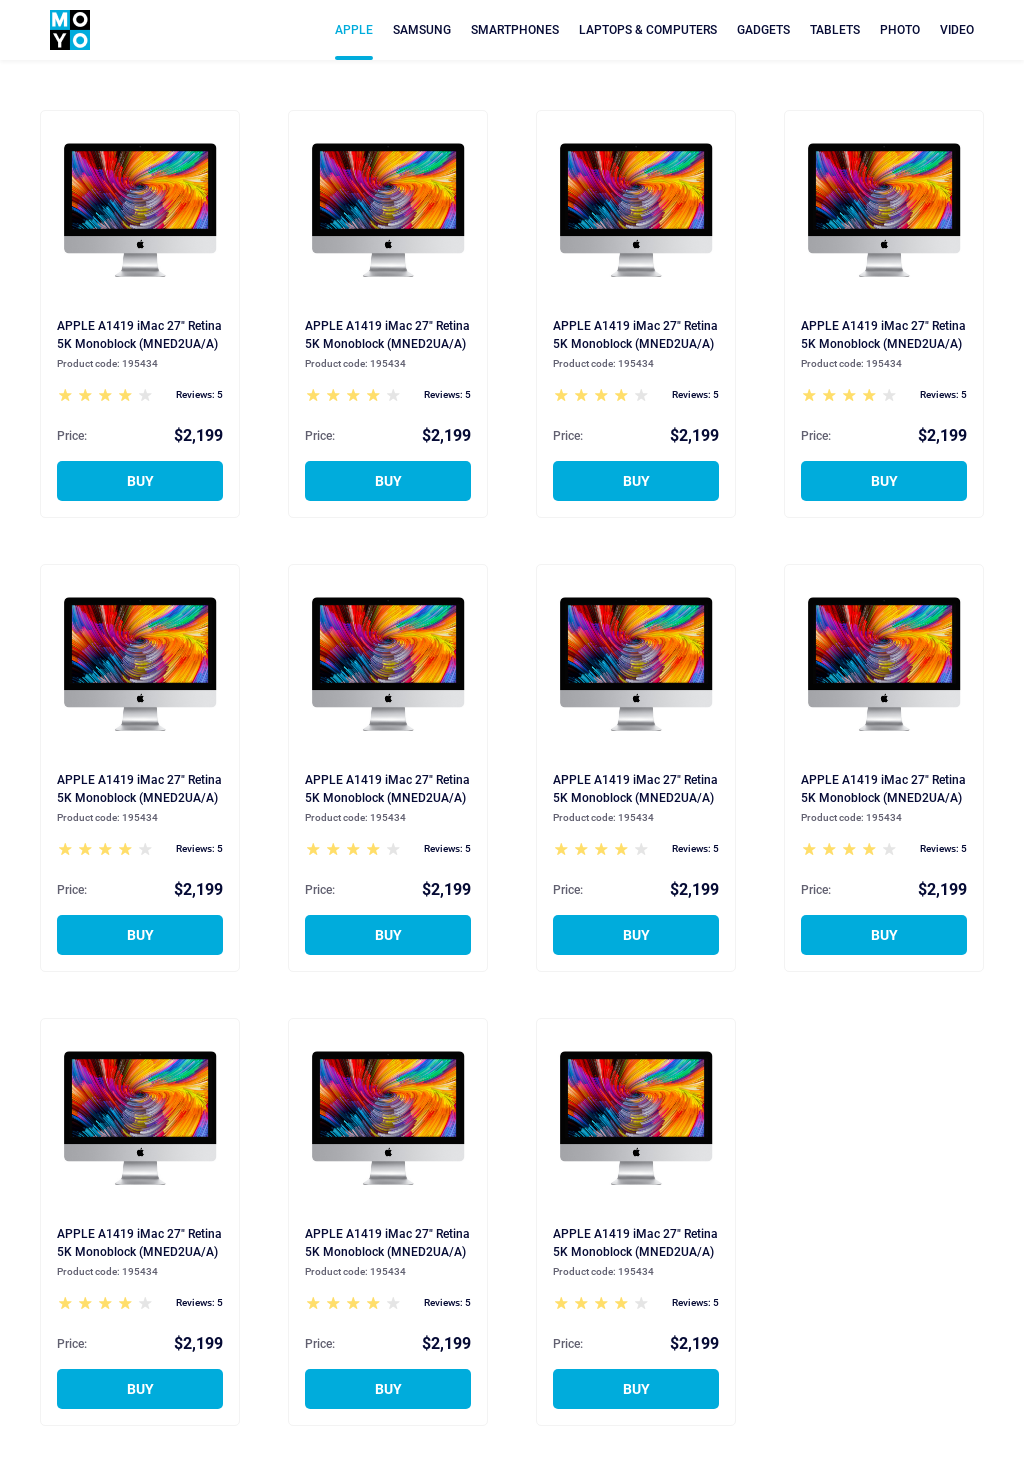 MO
YO
APPLE SAMSUNG SMARTPHONES LAPTOPS & COMPUTERS GADGETS TABLETS PHOTO VIDEO
APPLE A1419 iMac 27" Retina
5K Monoblock (MNED2UA/A)
Product code: 195434
Reviews: 5
Price: $2,199
BUY
APPLE A1419 iMac 27" Retina
5K Monoblock (MNED2UA/A)
Product code: 195434
Reviews: 5
Price: $2,199
BUY
APPLE A1419 iMac 27" Retina
5K Monoblock (MNED2UA/A)
Product code: 195434
Reviews: 5
Price: $2,199
BUY
APPLE A1419 iMac 27" Retina
5K Monoblock (MNED2UA/A)
Product code: 195434
Reviews: 5
Price: $2,199
BUY
APPLE A1419 iMac 27" Retina
5K Monoblock (MNED2UA/A)
Product code: 195434
Reviews: 5
Price: $2,199
BUY
APPLE A1419 iMac 27" Retina
5K Monoblock (MNED2UA/A)
Product code: 195434
Reviews: 5
Price: $2,199
BUY
APPLE A1419 iMac 27" Retina
5K Monoblock (MNED2UA/A)
Product code: 195434
Reviews: 5
Price: $2,199
BUY
APPLE A1419 iMac 27" Retina
5K Monoblock (MNED2UA/A)
Product code: 195434
Reviews: 5
Price: $2,199
BUY
APPLE A1419 iMac 27" Retina
5K Monoblock (MNED2UA/A)
Product code: 195434
Reviews: 5
Price: $2,199
BUY
APPLE A1419 iMac 27" Retina
5K Monoblock (MNED2UA/A)
Product code: 195434
Reviews: 5
Price: $2,199
BUY
APPLE A1419 iMac 27" Retina
5K Monoblock (MNED2UA/A)
Product code: 195434
Reviews: 5
Price: $2,199
BUY